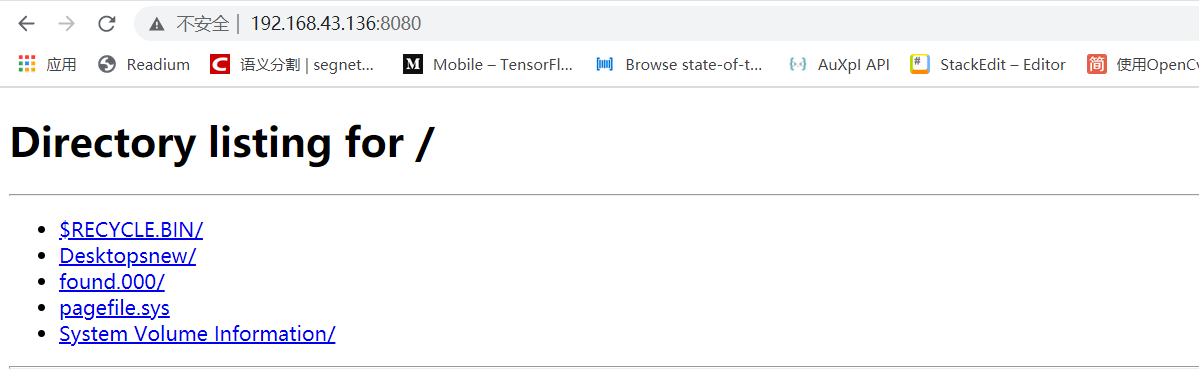 不安全 | 192.168.43.136:8080
应用 Readium 语义分割 | segnet... Mobile – TensorFl... Browse state-of-t... AuXpI API StackEdit – Editor 简 使用OpenCv
Directory listing for /
$RECYCLE.BIN/
Desktopsnew/
found.000/
pagefile.sys
System Volume Information/